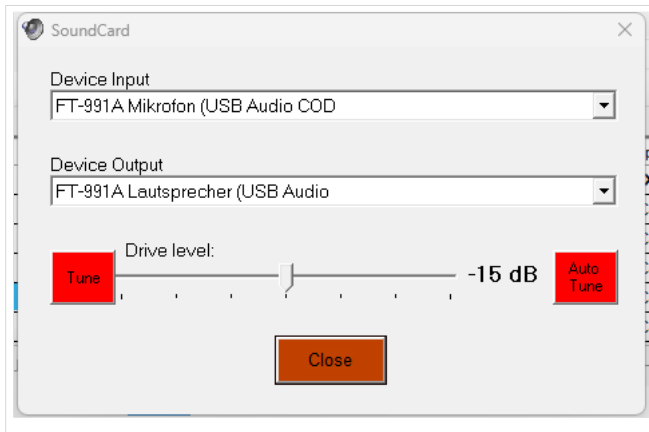 SoundCard
Device Input
FT-991A Mikrofon (USB Audio COD
Device Output
FT-991A Lautsprecher (USB Audio
Drive level:
Tune
-15 dB
Auto
Tune
Close